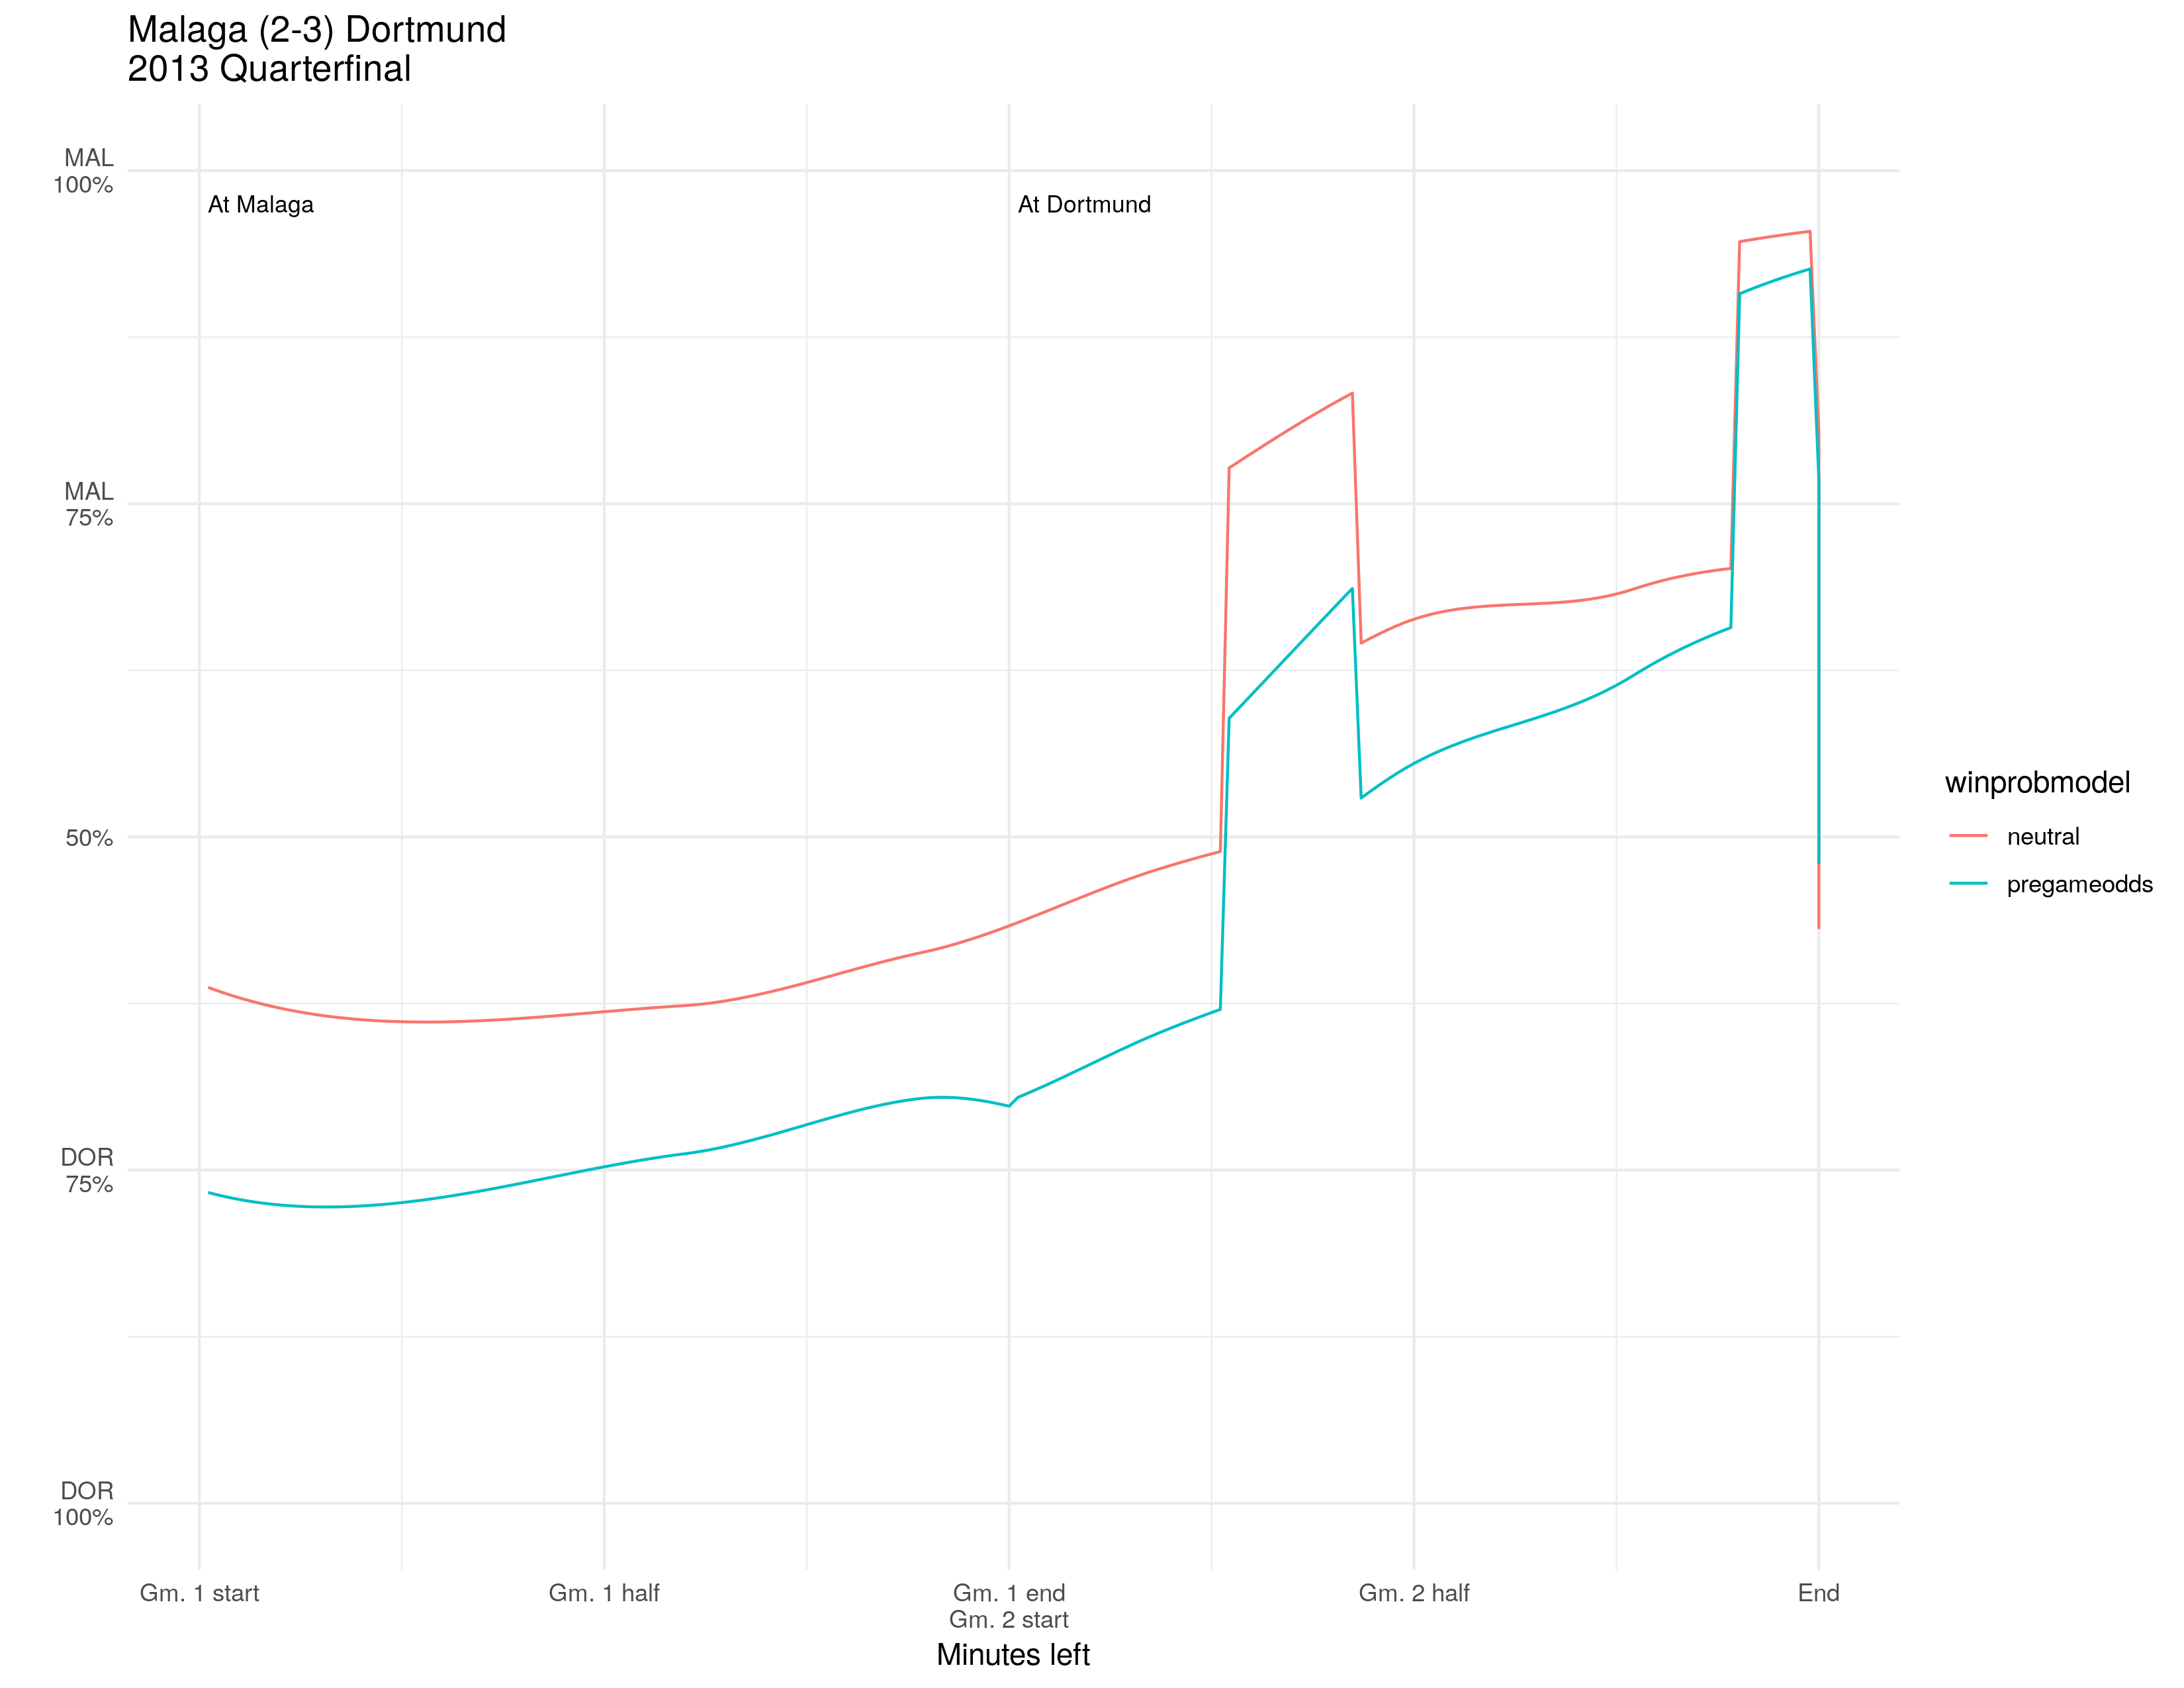 Malaga (2-3) Dortmund
2013 Quarterfinal
MAL
100%
At Malaga
At Dortmund
MAL
75%
50%
DOR
75%
DOR
100%
winprobmodel
neutral
pregameodds
Gm. 1 start
Gm. 1 half
Gm. 1 end
Gm. 2 start
Gm. 2 half
End
Minutes left